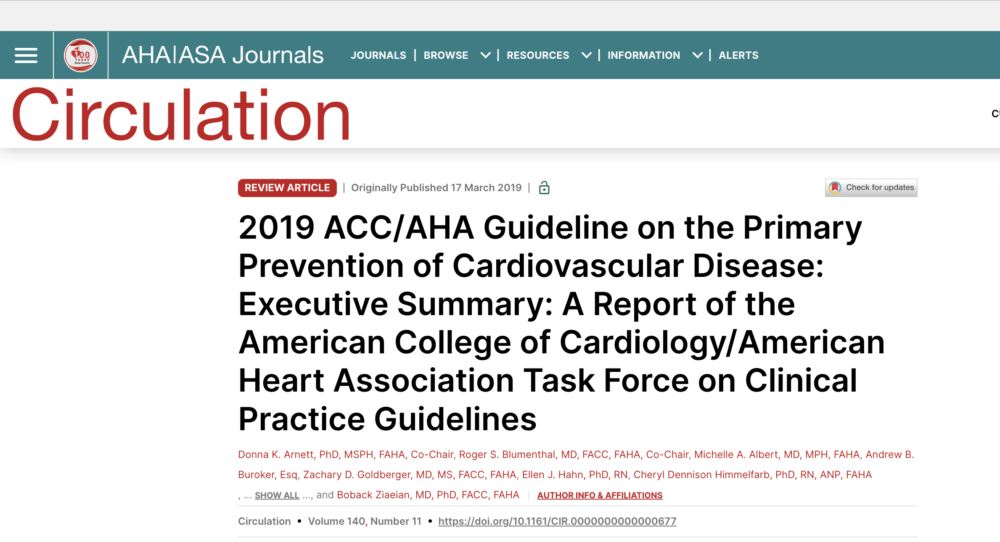 100
YEARS
Bold Hearts
AHA|ASA Journals
JOURNALS | BROWSE | RESOURCES | INFORMATION | ALERTS
Circulation
REVIEW ARTICLE | Originally Published 17 March 2019 |
Check for updates
2019 ACC/AHA Guideline on the Primary
Prevention of Cardiovascular Disease:
Executive Summary: A Report of the
American College of Cardiology/American
Heart Association Task Force on Clinical
Practice Guidelines
Donna K. Arnett, PhD, MSPH, FAHA, Co-Chair, Roger S. Blumenthal, MD, FACC, FAHA, Co-Chair, Michelle A. Albert, MD, MPH, FAHA, Andrew B.
Buroker, Esq, Zachary D. Goldberger, MD, MS, FACC, FAHA, Ellen J. Hahn, PhD, RN, Cheryl Dennison Himmelfarb, PhD, RN, ANP, FAHA
, ... SHOW ALL ..., and Boback Ziaeian, MD, PhD, FACC, FAHA | AUTHOR INFO & AFFILIATIONS
Circulation • Volume 140, Number 11 • https://doi.org/10.1161/CIR.0000000000000677